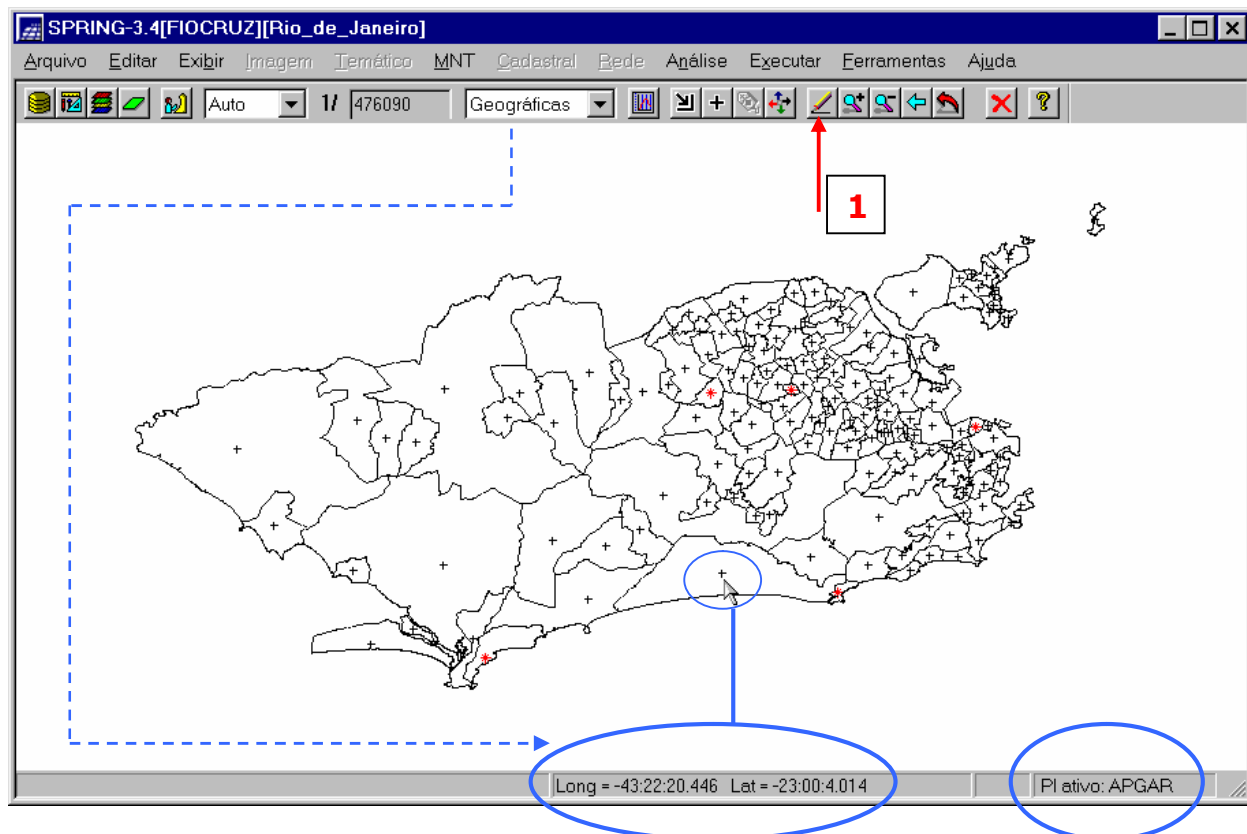 SPRING-3.4[FIOCRUZ][Rio_de_Janeiro]
Arquivo Editar Exibir Imagem Temático MNT Cadastral Rede Análise Executar Ferramentas Ajuda
Auto 1/ 476090 Geográficas
1
Long = -43:22:20.446 Lat = -23:00:4.014 PI ativo: APGAR